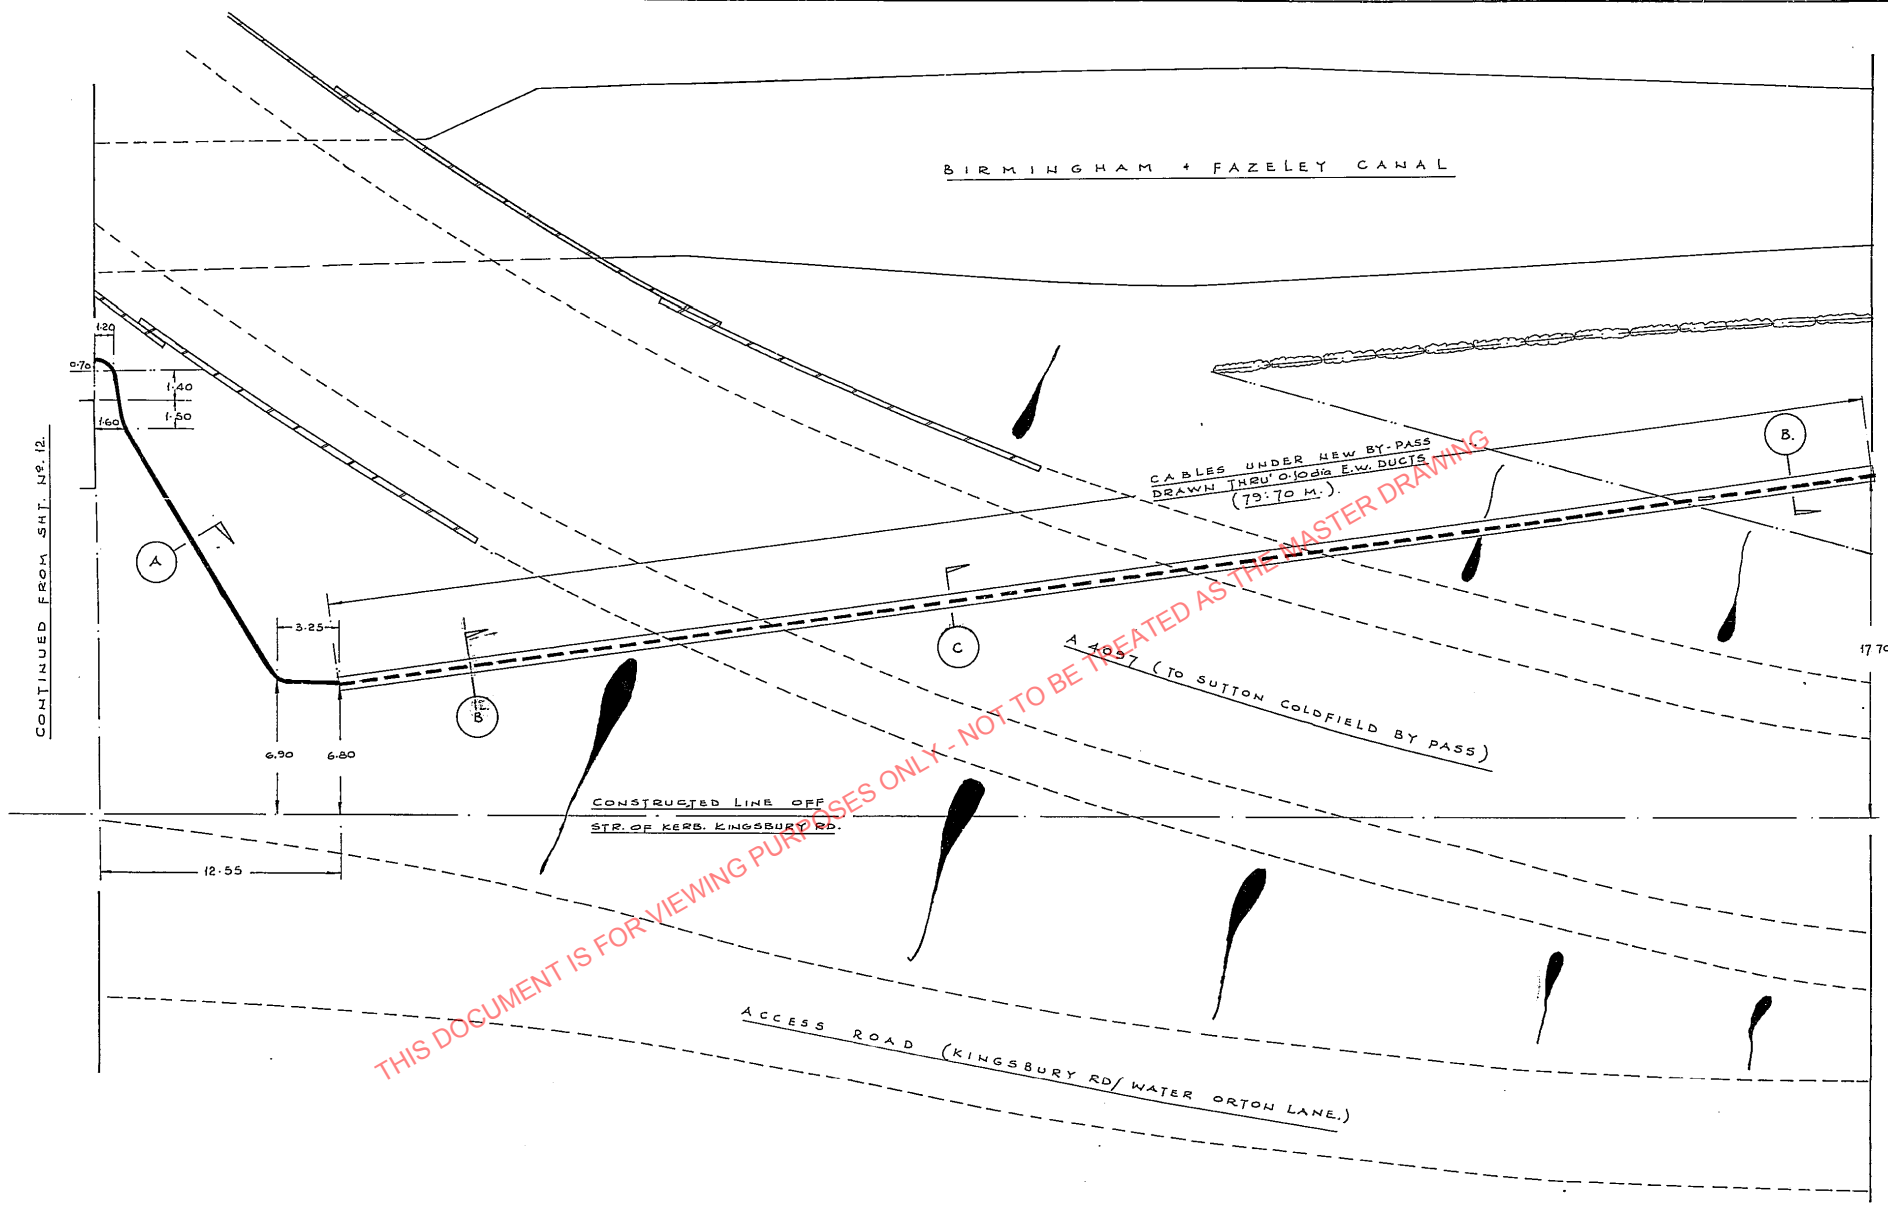 BIRMINGHAM + FAZELEY CANAL
1·20
0·70
1·40
1·50
1·60
CONTINUED FROM SHT. Nº. 12.
CABLES UNDER NEW BY-PASS
DRAWN THRU' 0·10 dia E.W. DUCTS
(79·70 M.).
B.
A
3·25
C
B
A 4097 (TO SUTTON COLDFIELD BY PASS)
17 70
6.90
6·80
CONSTRUCTED LINE OFF
STR. OF KERB. KINGSBURY RD.
12·55
ACCESS ROAD (KINGSBURY RD/ WATER ORTON LANE.)
THIS DOCUMENT IS FOR VIEWING PURPOSES ONLY - NOT TO BE TREATED AS THE MASTER DRAWING